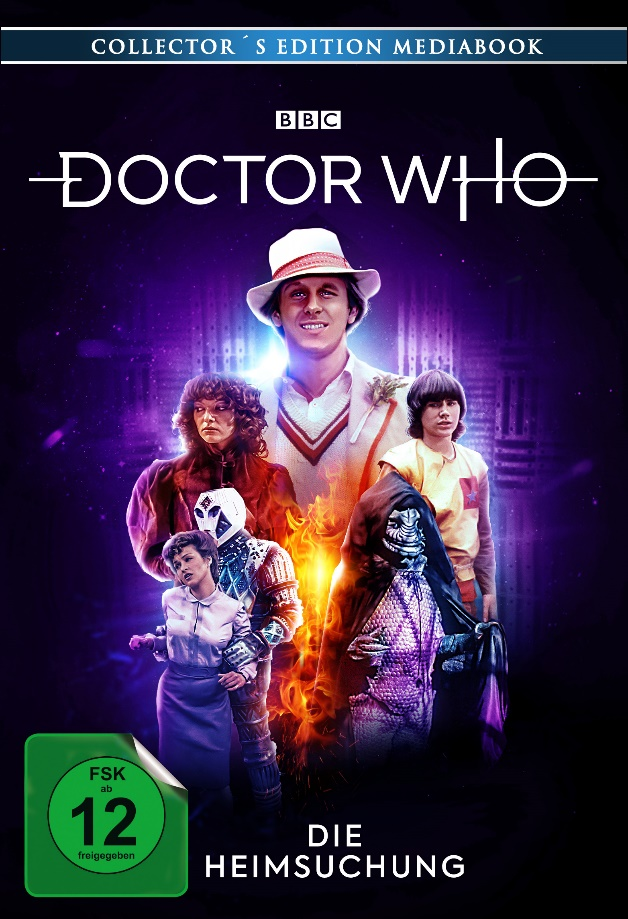 COLLECTOR´S EDITION MEDIABOOK
BBC
DOCTOR WHO
FSK
ab
12
freigegeben
DIE
HEIMSUCHUNG